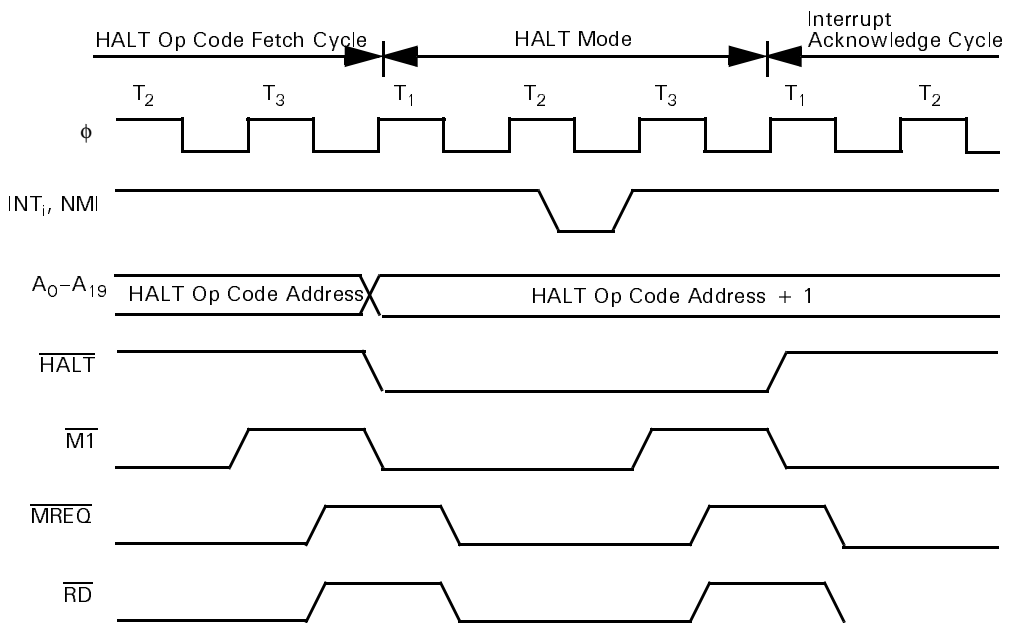 HALT Op Code Fetch Cycle
HALT Mode
Interrupt
Acknowledge Cycle
T2 T3 T1 T2 T3 T1 T2
ϕ
INTi, NMI
A0–A19
HALT Op Code Address
HALT Op Code Address + 1
HALT
M1
MREQ
RD